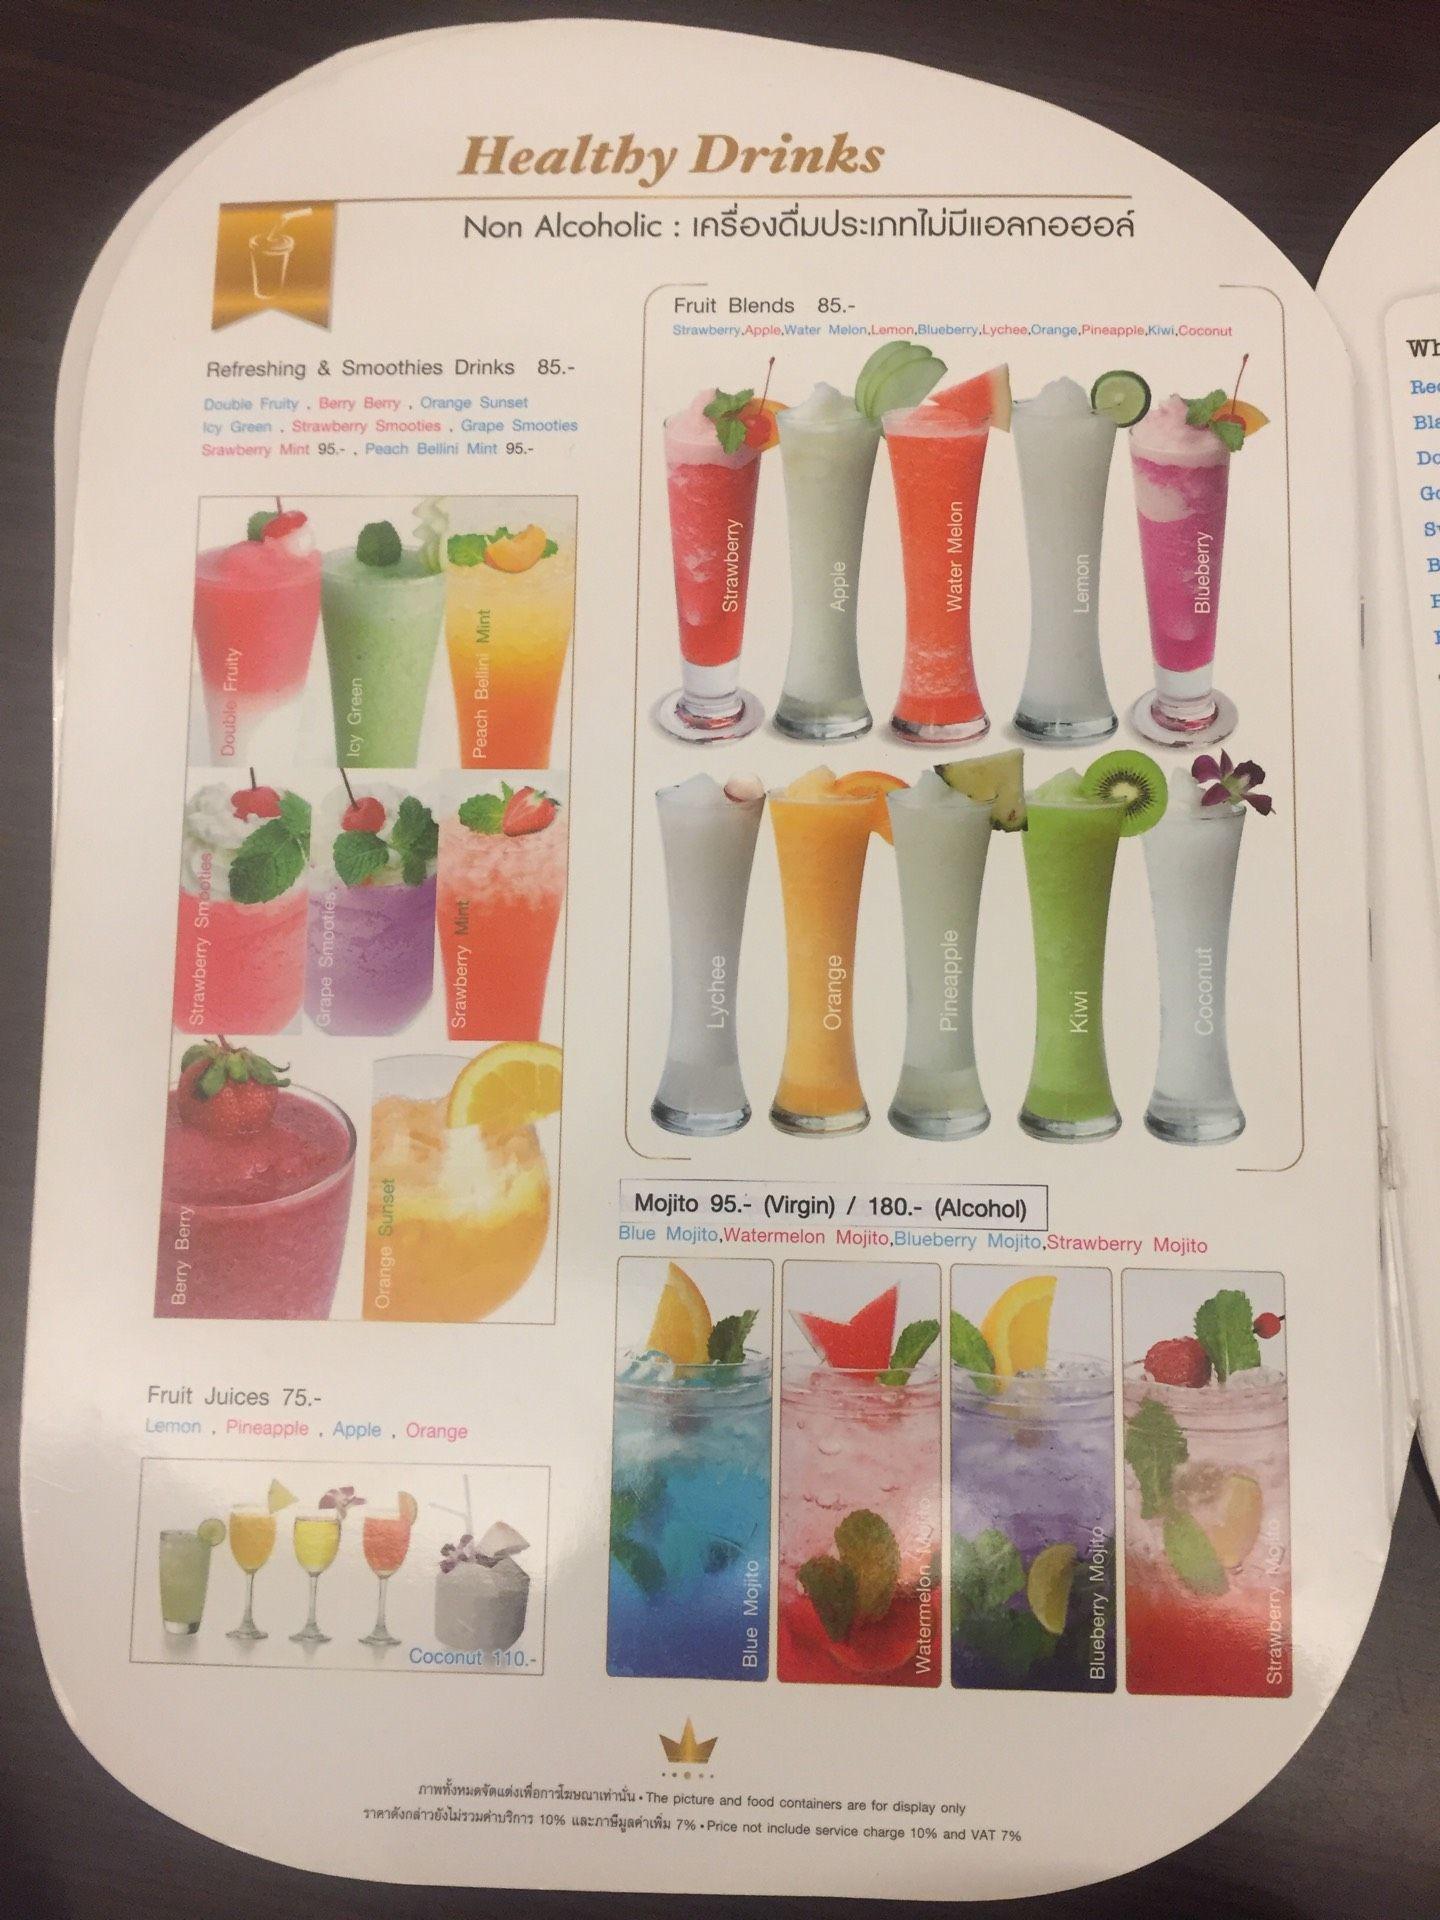 Healthy Drinks
Non Alcoholic : เครื่องดื่มประเภทไม่มีแอลกอฮอล์
Refreshing & Smoothies Drinks 85.-
Double Fruity , Berry Berry , Orange Sunset
Icy Green , Strawberry Smooties , Grape Smooties
Srawberry Mint 95.- , Peach Bellini Mint 95.-
Double Fruity
Icy Green
Peach Bellini Mint
Strawberry Smooties
Grape Smooties
Srawberry Mint
Berry Berry
Orange Sunset
Fruit Juices 75.-
Lemon , Pineapple , Apple , Orange
Coconut 110.-
Fruit Blends 85.-
Strawberry,Apple,Water Melon,Lemon,Blueberry,Lychee,Orange,Pineapple,Kiwi,Coconut
Strawberry
Apple
Water Melon
Lemon
Blueberry
Lychee
Orange
Pineapple
Kiwi
Coconut
Mojito 95.- (Virgin) / 180.- (Alcohol)
Blue Mojito,Watermelon Mojito,Blueberry Mojito,Strawberry Mojito
Blue Mojito
Watermelon Mojito
Blueberry Mojito
Strawberry Mojito
ภาพทั้งหมดจัดแต่งเพื่อการโฆษณาเท่านั้น • The picture and food containers are for display only
ราคาดังกล่าวยังไม่รวมค่าบริการ 10% และภาษีมูลค่าเพิ่ม 7% • Price not include service charge 10% and VAT 7%